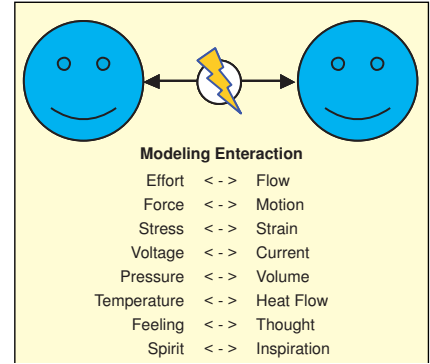 Modeling Enteraction
Effort < - > Flow
Force < - > Motion
Stress < - > Strain
Voltage < - > Current
Pressure < - > Volume
Temperature < - > Heat Flow
Feeling < - > Thought
Spirit < - > Inspiration